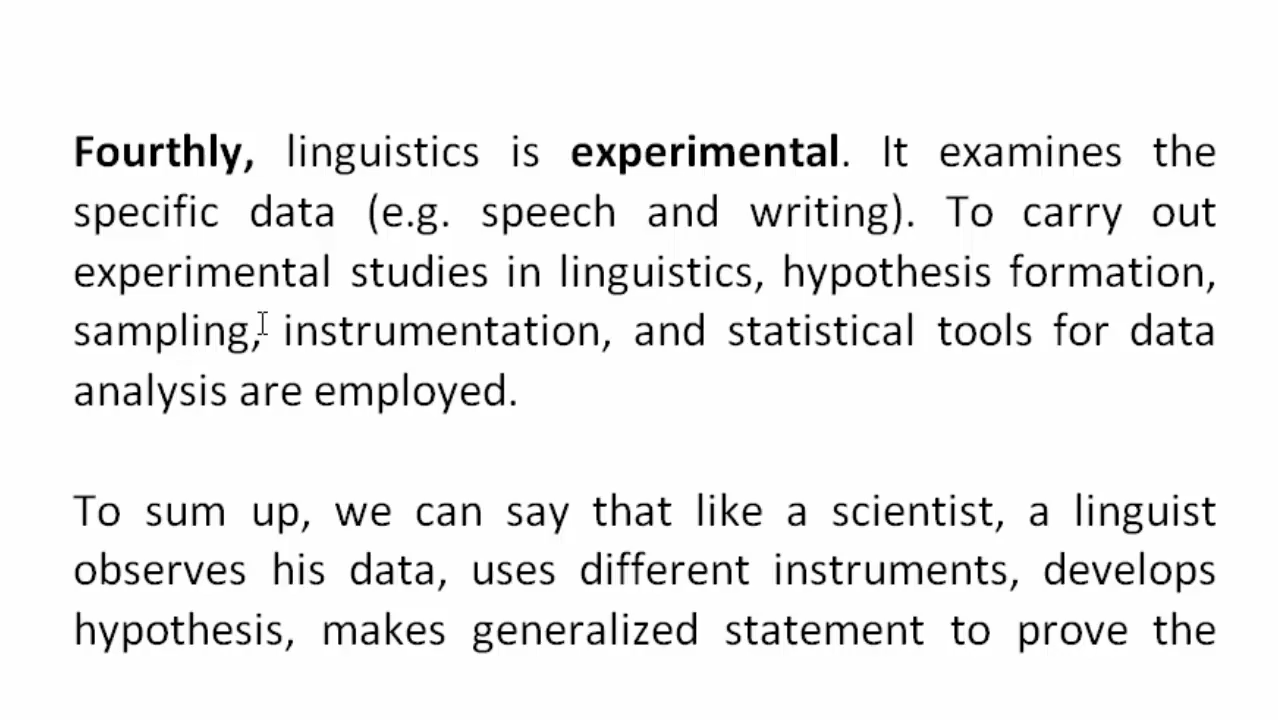 Fourthly, linguistics is experimental. It examines the
specific data (e.g. speech and writing). To carry out
experimental studies in linguistics, hypothesis formation,
sampling, instrumentation, and statistical tools for data
analysis are employed.
To sum up, we can say that like a scientist, a linguist
observes his data, uses different instruments, develops
hypothesis, makes generalized statement to prove the